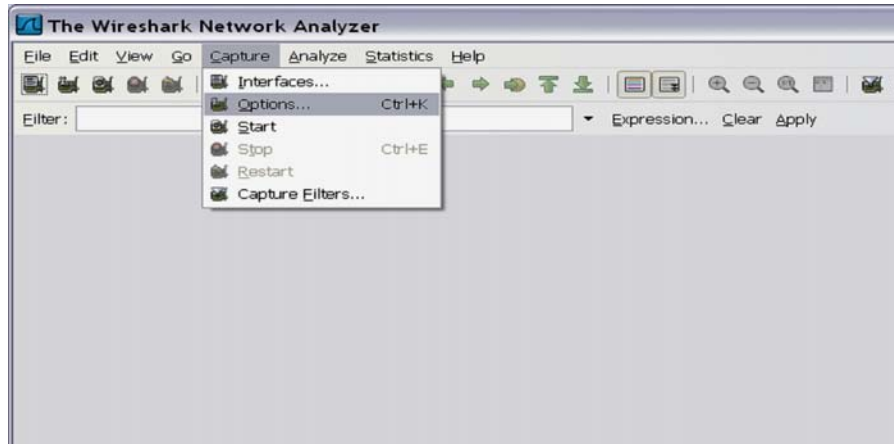 The Wireshark Network Analyzer
File Edit View Go Capture Analyze Statistics Help
Interfaces...
Options... Ctrl+K
Start
Stop Ctrl+E
Restart
Capture Filters...
Filter: Expression... Clear Apply